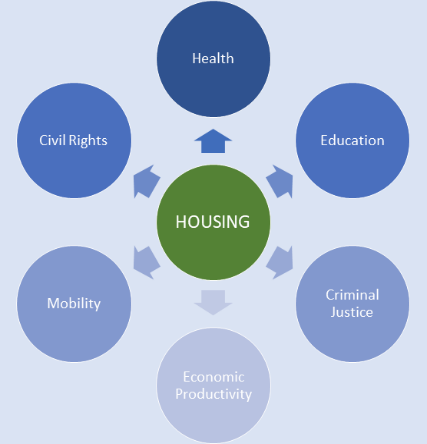 Health
Civil Rights
Education
HOUSING
Mobility
Criminal
Justice
Economic
Productivity